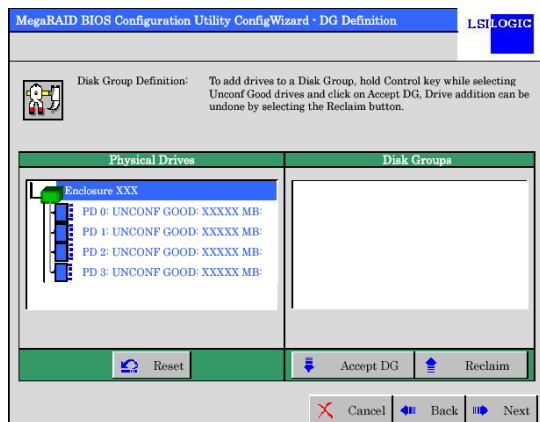 MegaRAID BIOS Configuration Utility ConfigWizard - DG Definition
LSI LOGIC
Disk Group Definition:
To add drives to a Disk Group, hold Control key while selecting
Unconf Good drives and click on Accept DG, Drive addition can be
undone by selecting the Reclaim button.
Physical Drives
Disk Groups
Enclosure XXX
PD 0: UNCONF GOOD: XXXXX MB:
PD 1: UNCONF GOOD: XXXXX MB:
PD 2: UNCONF GOOD: XXXXX MB:
PD 3: UNCONF GOOD: XXXXX MB:
Reset
Accept DG
Reclaim
Cancel
Back
Next